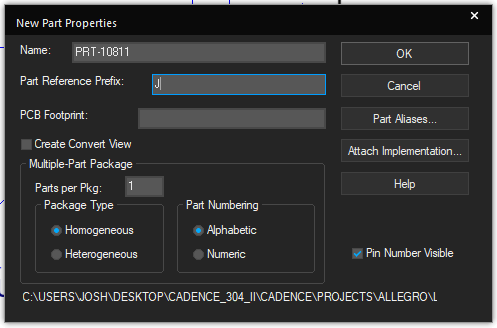 New Part Properties
Name: PRT-10811
OK
Part Reference Prefix: J
Cancel
PCB Footprint:
Part Aliases...
Create Convert View
Attach Implementation...
Multiple-Part Package
Parts per Pkg: 1
Help
Package Type
Part Numbering
Homogeneous
Alphabetic
Pin Number Visible
Heterogeneous
Numeric
C:\USERS\JOSH\DESKTOP\CADENCE_304_II\CADENCE\PROJECTS\ALLEGRO\L